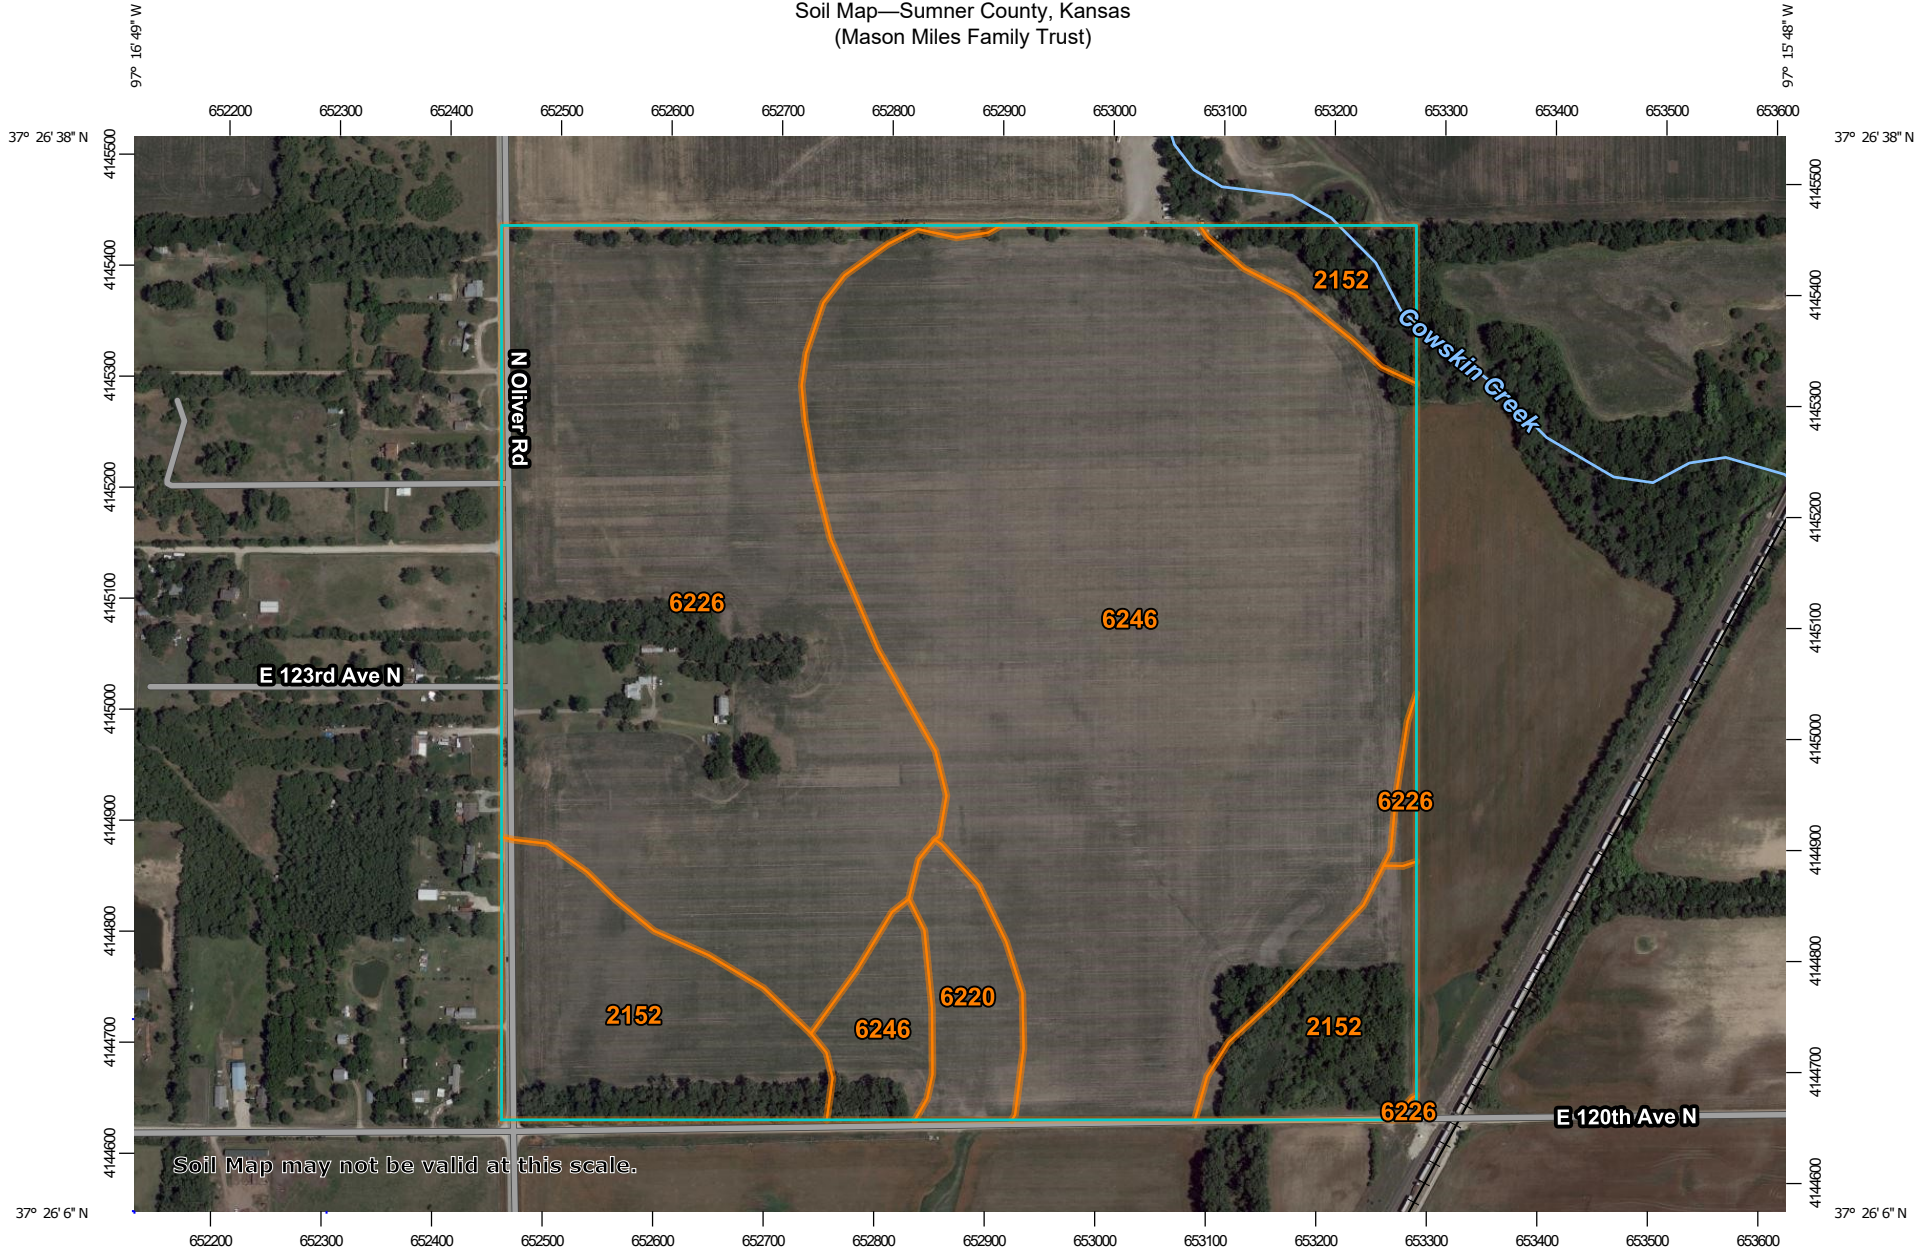 Soil Map—Sumner County, Kansas
(Mason Miles Family Trust)
97° 16' 49" W
97° 15' 48" W
652200 652300 652400 652500 652600 652700 652800 652900 653000 653100 653200 653300 653400 653500 653600
37° 26' 38" N
37° 26' 38" N
4145500
4145500
4145400
4145400
4145300
4145300
4145200
4145200
4145100
4145100
4145000
4145000
4144900
4144900
4144800
4144800
4144700
4144700
4144600
4144600
2152
Cowskin Creek
N Oliver Rd
6226
6246
E 123rd Ave N
6226
6220
2152
6246
2152
6226
E 120th Ave N
Soil Map may not be valid at this scale.
37° 26' 6" N
37° 26' 6" N
652200 652300 652400 652500 652600 652700 652800 652900 653000 653100 653200 653300 653400 653500 653600